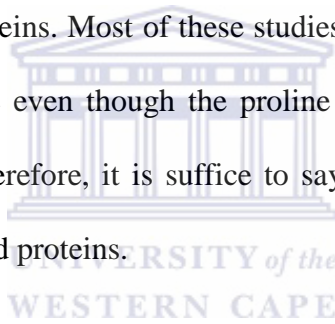 eins. Most of these studies
even though the proline
erefore, it is suffice to say
d proteins.
UNIVERSITY of the
WESTERN CAPE